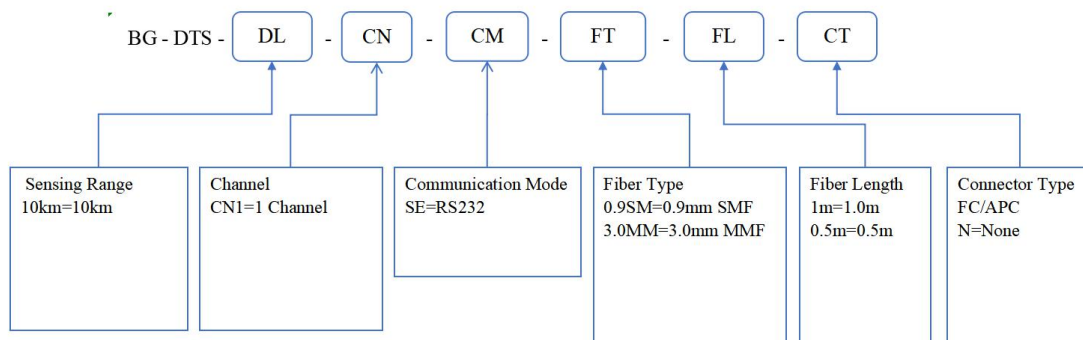 BG - DTS - DL - CN - CM - FT - FL - CT
Sensing Range
10km=10km
Channel
CN1=1 Channel
Communication Mode
SE=RS232
Fiber Type
0.9SM=0.9mm SMF
3.0MM=3.0mm MMF
Fiber Length
1m=1.0m
0.5m=0.5m
Connector Type
FC/APC
N=None